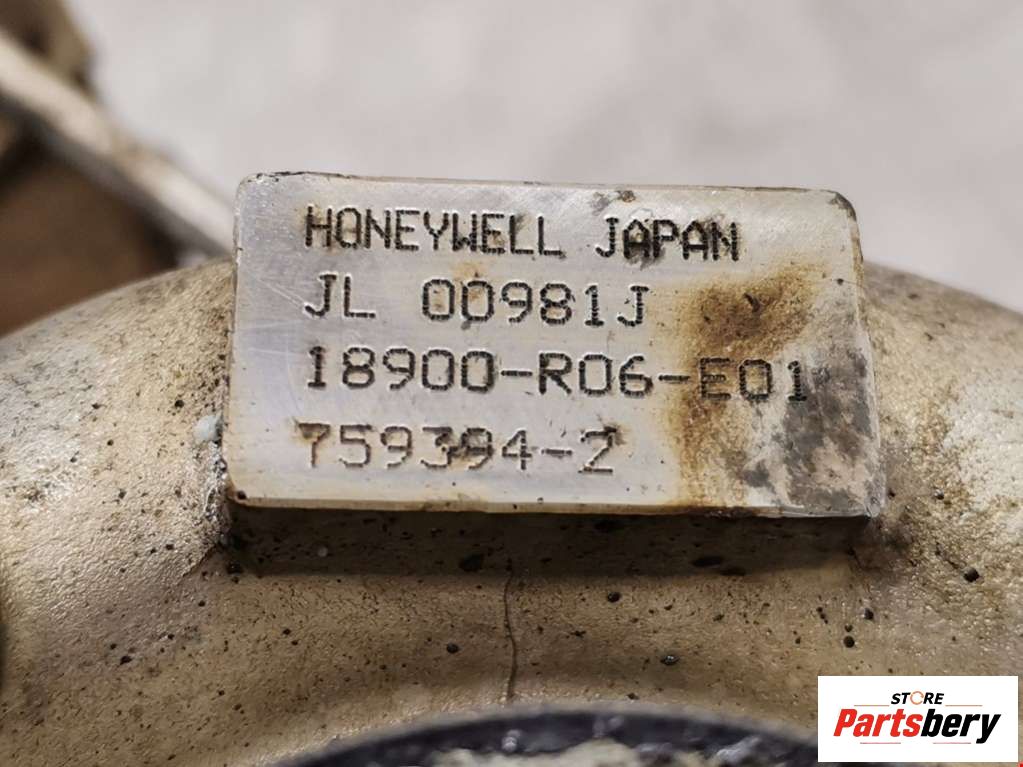 HONEYWELL JAPAN
JL 00981J
18900-R06-E01
759394-2
STORE
Partsbery